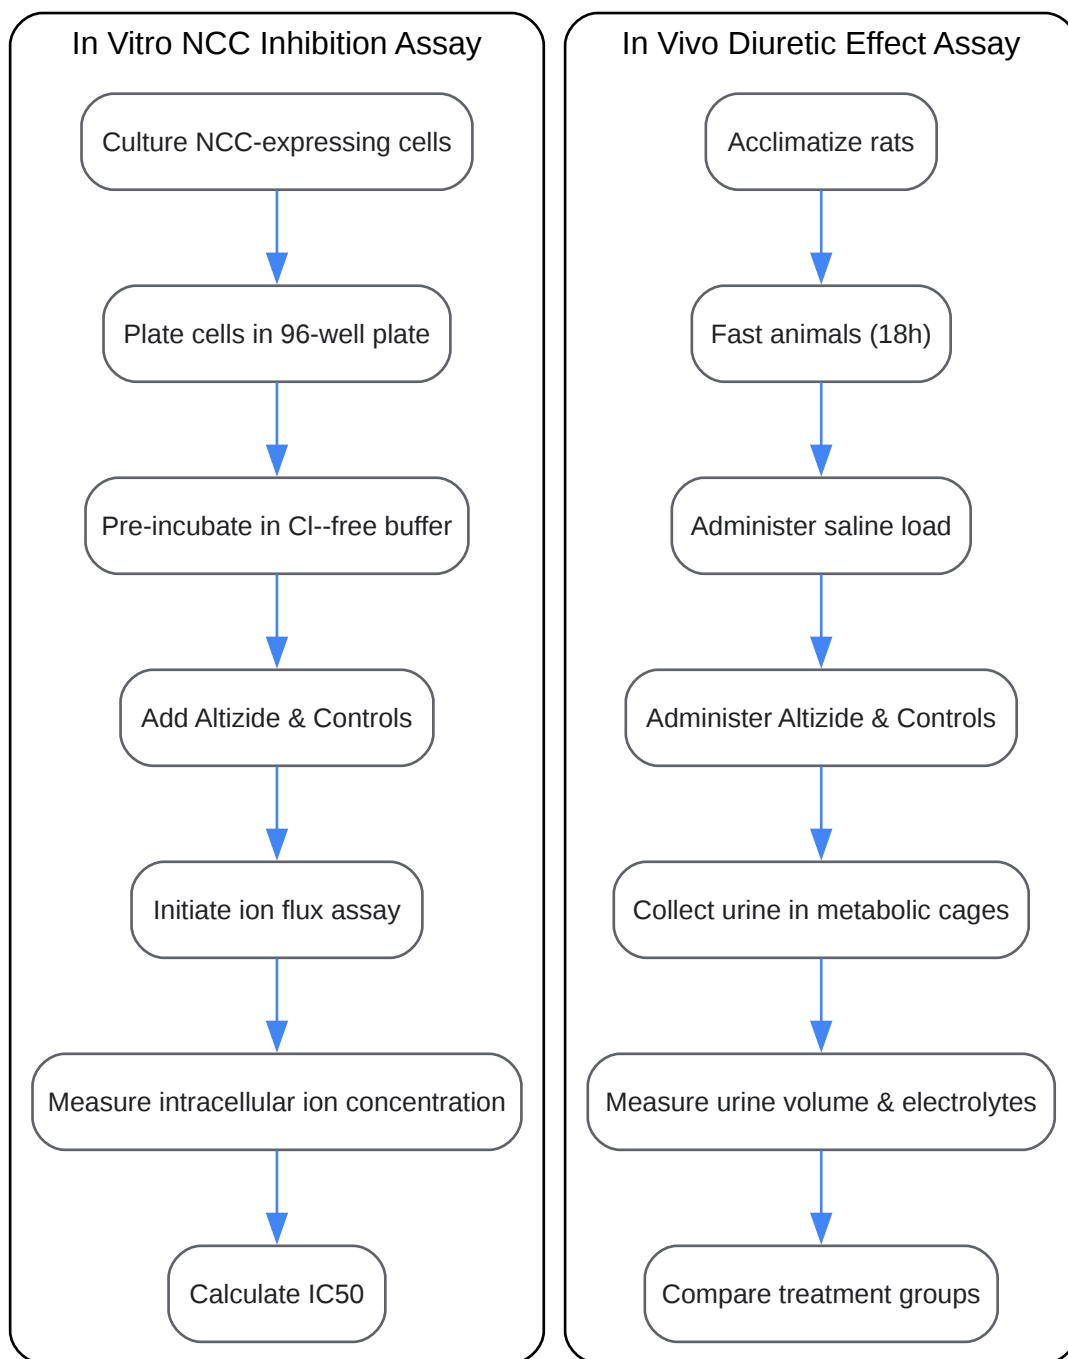 In Vitro NCC Inhibition Assay
Culture NCC-expressing cells
Plate cells in 96-well plate
Pre-incubate in Cl--free buffer
Add Altizide & Controls
Initiate ion flux assay
Measure intracellular ion concentration
Calculate IC50
In Vivo Diuretic Effect Assay
Acclimatize rats
Fast animals (18h)
Administer saline load
Administer Altizide & Controls
Collect urine in metabolic cages
Measure urine volume & electrolytes
Compare treatment groups